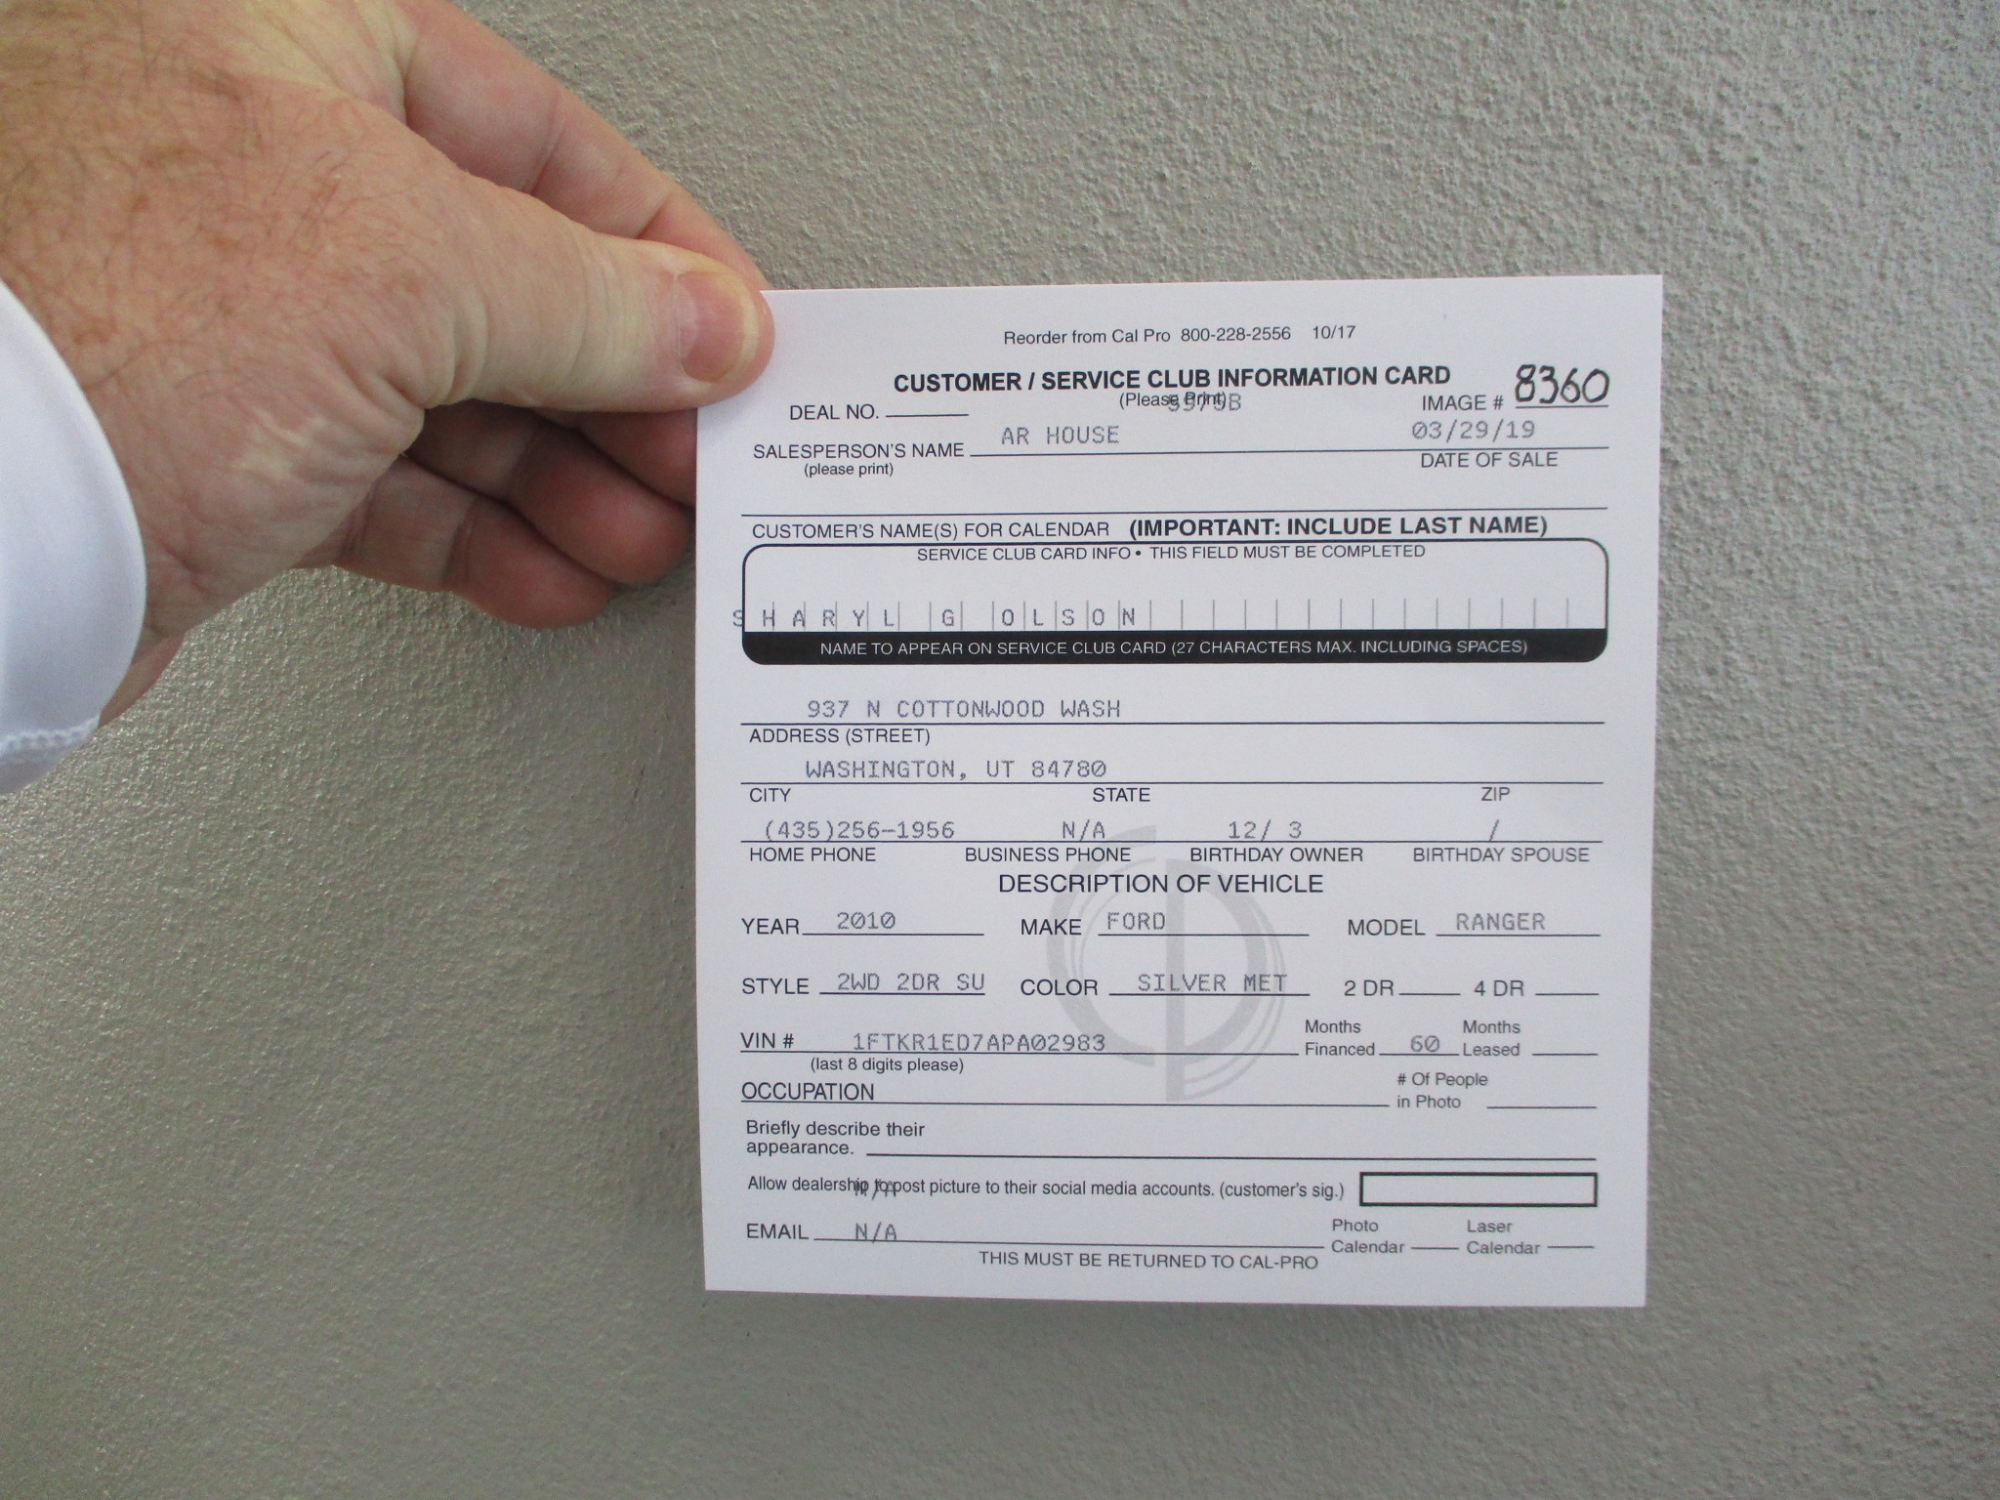 Reorder from Cal Pro 800-228-2556 10/17
CUSTOMER / SERVICE CLUB INFORMATION CARD
(Please Print)
DEAL NO. IMAGE # 8360
SALESPERSON'S NAME AR HOUSE 03/29/19
(please print) DATE OF SALE
CUSTOMER'S NAME(S) FOR CALENDAR (IMPORTANT: INCLUDE LAST NAME)
SERVICE CLUB CARD INFO • THIS FIELD MUST BE COMPLETED
SHARYL G OLSON
NAME TO APPEAR ON SERVICE CLUB CARD (27 CHARACTERS MAX. INCLUDING SPACES)
937 N COTTONWOOD WASH
ADDRESS (STREET)
WASHINGTON, UT 84780
CITY STATE ZIP
(435)256-1956 N/A 12/ 3 /
HOME PHONE BUSINESS PHONE BIRTHDAY OWNER BIRTHDAY SPOUSE
DESCRIPTION OF VEHICLE
YEAR 2010 MAKE FORD MODEL RANGER
STYLE 2WD 2DR SU COLOR SILVER MET 2 DR 4 DR
VIN # 1FTKR1ED7APA02983 Months Financed 60 Months Leased
(last 8 digits please)
OCCUPATION # Of People in Photo
Briefly describe their
appearance.
Allow dealership to post picture to their social media accounts. (customer's sig.)
N/A
EMAIL N/A Photo Calendar Laser Calendar
THIS MUST BE RETURNED TO CAL-PRO